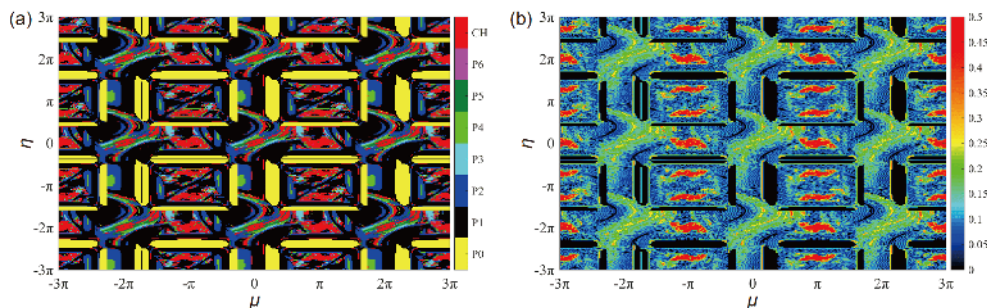 (a)
3π
2π
π
0
-π
-2π
-3π
η
-3π -2π -π 0 π 2π 3π
μ
CH
P6
P5
P4
P3
P2
P1
P0
(b)
3π
2π
π
0
-π
-2π
-3π
η
-3π -2π -π 0 π 2π 3π
μ
0.5
0.45
0.4
0.35
0.3
0.25
0.2
0.15
0.1
0.05
0